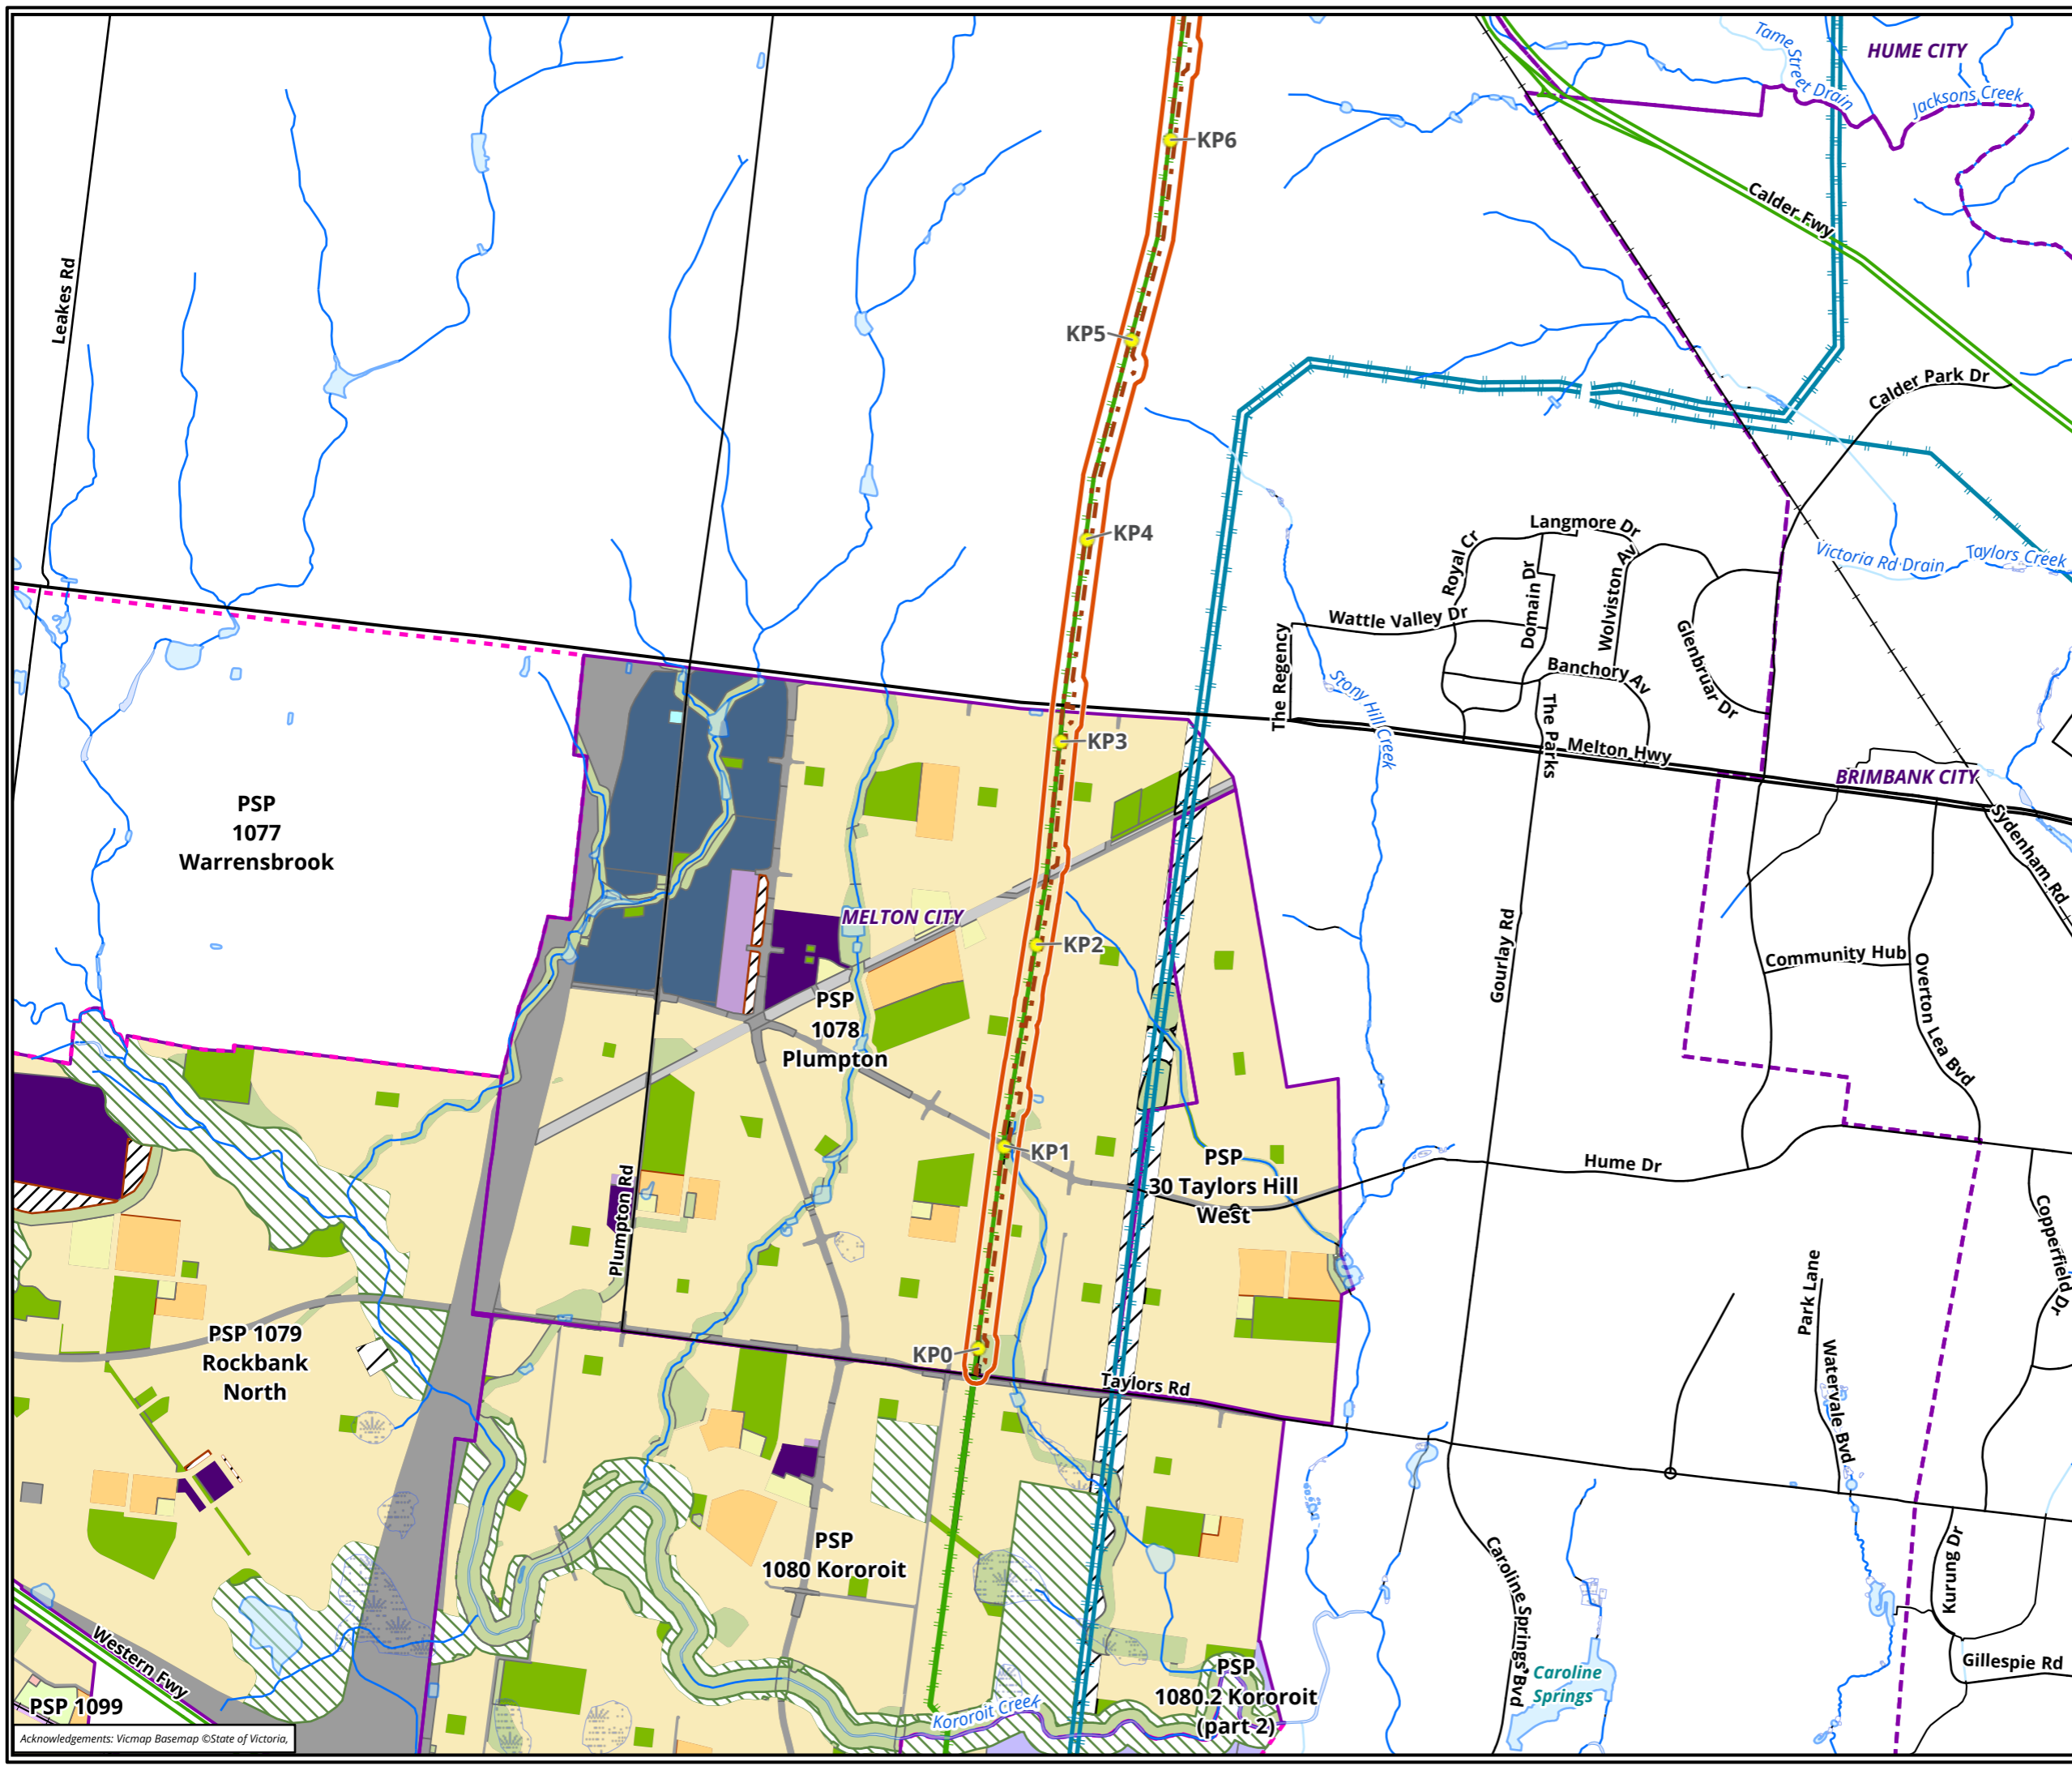 HUME CITY
Tame Street Drain
Jacksons Creek
KP6
Calder Fwy
Leakes Rd
KP5
Calder Park Dr
KP4
Langmore Dr
Royal Cr
Domain Dr
Wolviston Av
Victoria Rd Drain
Taylors Creek
Wattle Valley Dr
The Regency
Glenbruar Dr
Banchory Av
Stony Hill Creek
The Parks
KP3
Melton Hwy
BRIMBANK CITY
PSP
1077
Warrensbrook
Sydenham Rd
MELTON CITY
KP2
Gourlay Rd
Community Hub
Overton Lea Bvd
PSP
1078
Plumpton
KP1
PSP
30 Taylors Hill
West
Hume Dr
Plumpton Rd
Copperfield Dr
Park Lane
PSP 1079
Rockbank
North
KP0
Taylors Rd
Watervale Bvd
PSP
1080 Kororoit
Caroline Springs Bvd
Kurung Dr
Western Fwy
Gillespie Rd
PSP
1080.2 Kororoit
(part 2)
Caroline
Springs
Kororoit Creek
PSP 1099
Acknowledgements: Vicmap Basemap ©State of Victoria,